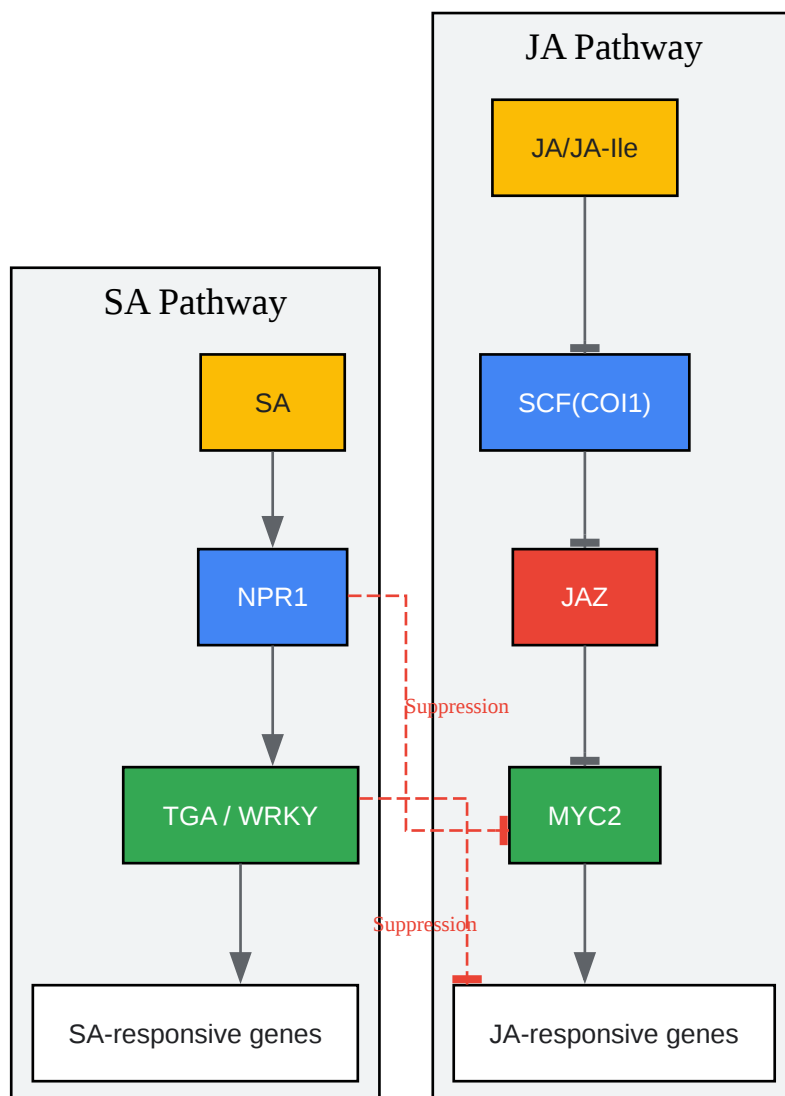 JA Pathway
JA/JA-Ile
SA Pathway
SA
SCF(COI1)
NPR1
JAZ
Suppression
TGA / WRKY
MYC2
Suppression
SA-responsive genes
JA-responsive genes